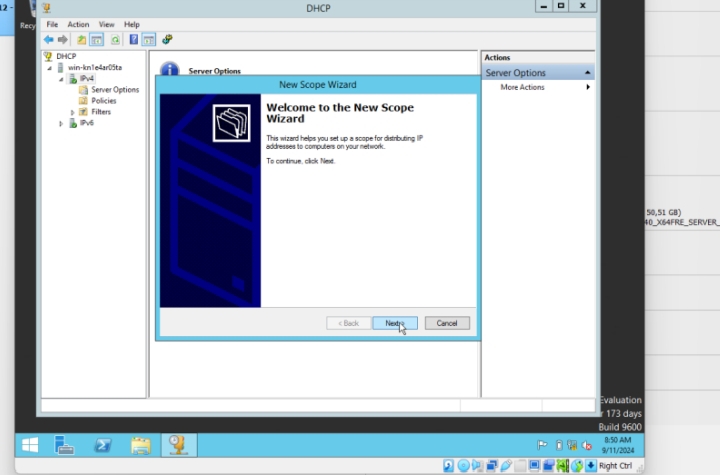 12 -
DHCP
Recy
File Action View Help
DHCP
win-kn1e4ar05ta
IPv4
Server Options
Policies
Filters
IPv6
Server Options
Actions
Server Options
More Actions
New Scope Wizard
Welcome to the New Scope
Wizard
This wizard helps you set up a scope for distributing IP
addresses to computers on your network.
To continue, click Next.
< Back Next > Cancel
50,51 GB)
40_X64FRE_SERVER_
Evaluation
r 173 days
Build 9600
8:50 AM
9/11/2024
Right Ctrl